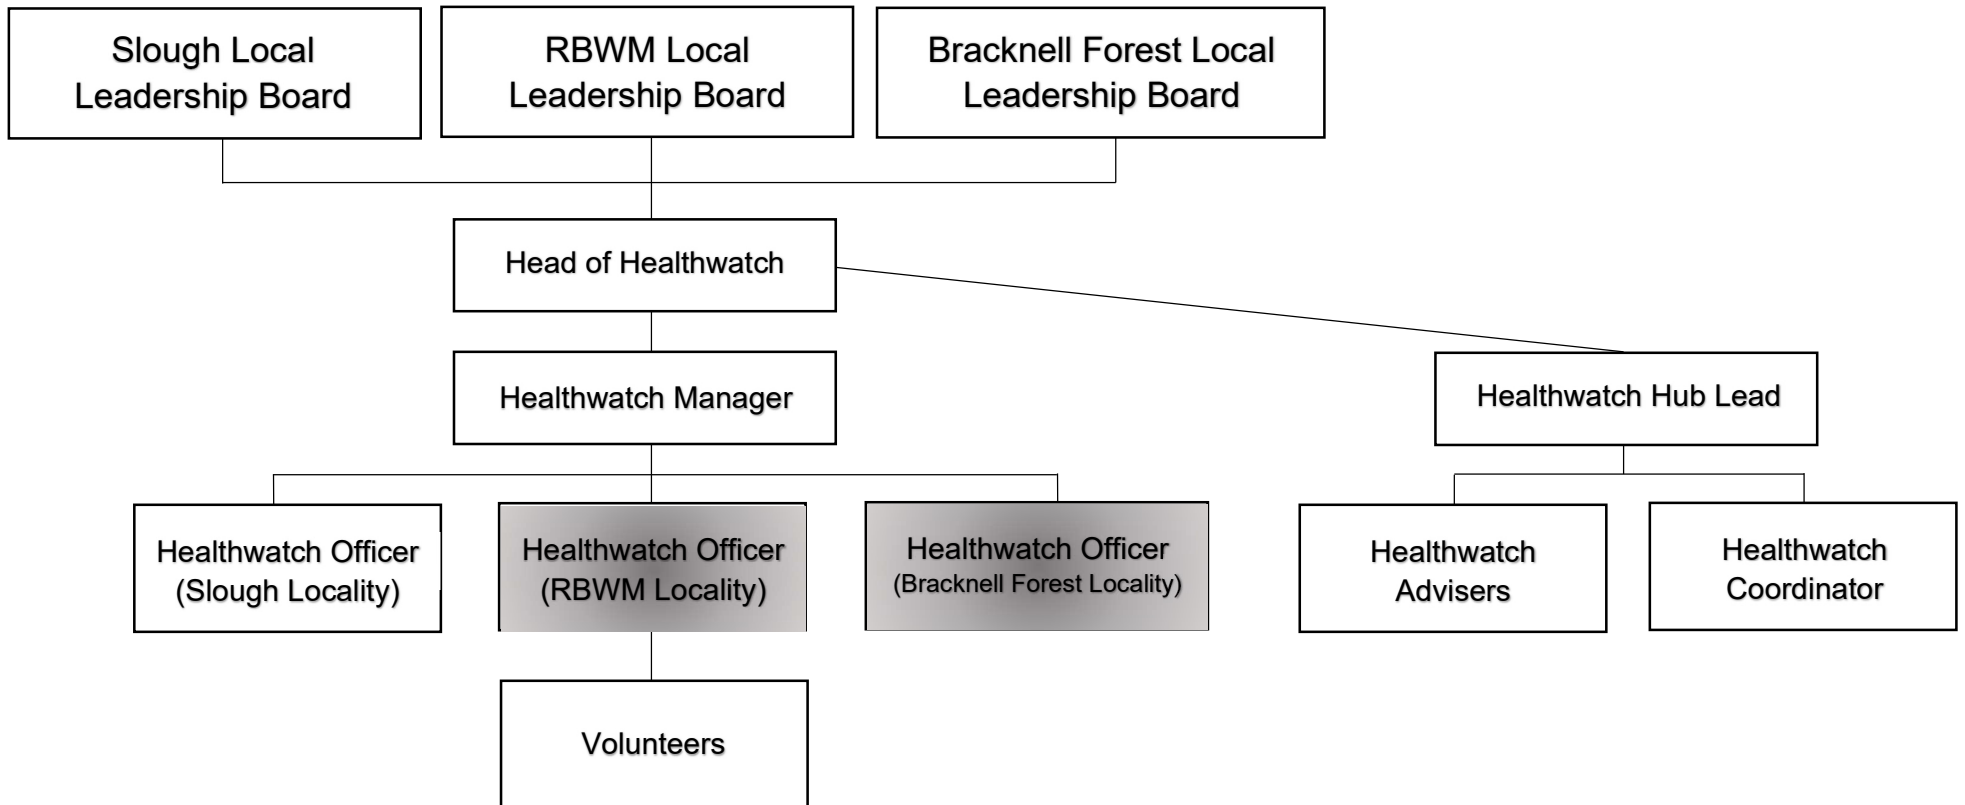 Slough Local
Leadership Board
RBWM Local
Leadership Board
Bracknell Forest Local
Leadership Board
Head of Healthwatch
Healthwatch Manager
Healthwatch Hub Lead
Healthwatch Officer
(Slough Locality)
Healthwatch Officer
(RBWM Locality)
Healthwatch Officer
(Bracknell Forest Locality)
Healthwatch
Advisers
Healthwatch
Coordinator
Volunteers